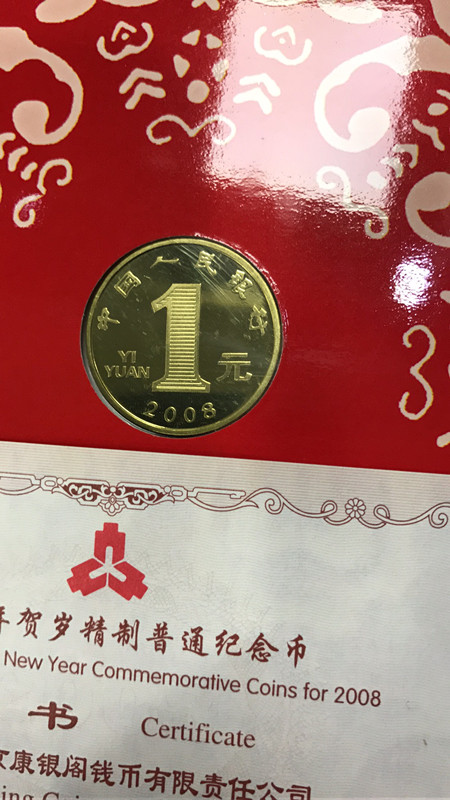 中国人民银行
1
YI
YUAN
元
2008
年贺岁精制普通纪念币
New Year Commemorative Coins for 2008
书
Certificate
京康银阁钱币有限责任公司